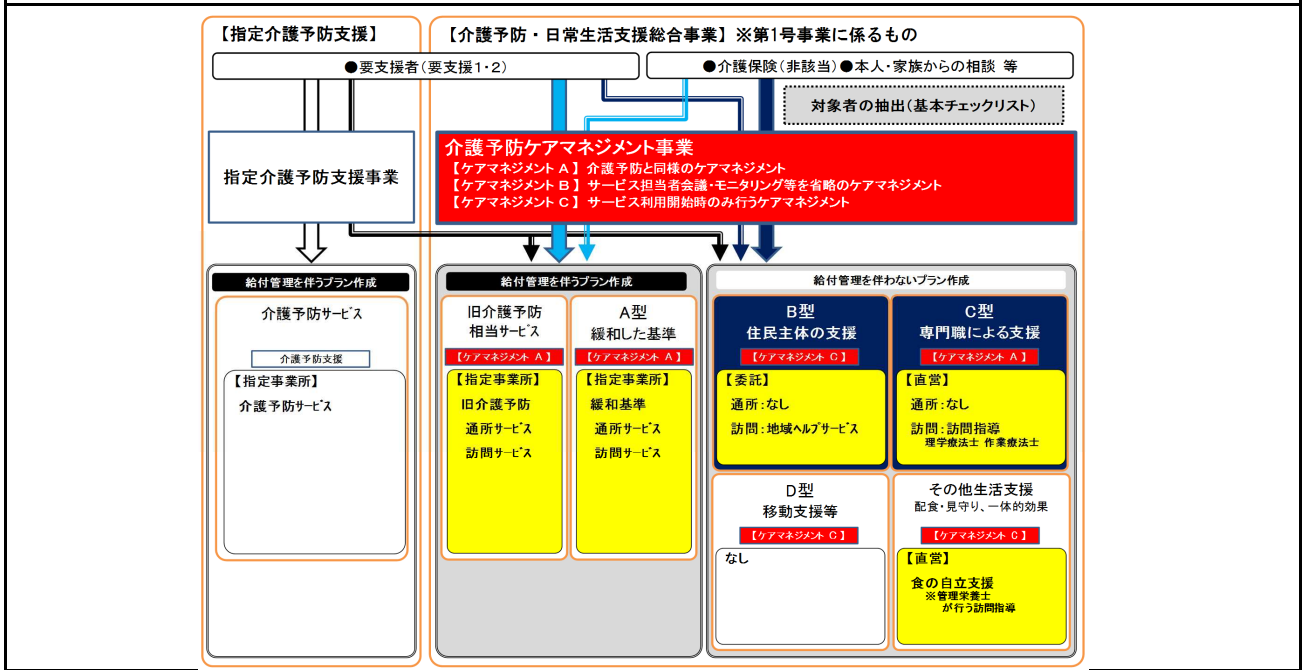 【指定介護予防支援】
【介護予防・日常生活支援総合事業】※第1号事業に係るもの
●要支援者(要支援1・2)
●介護保険(非該当)●本人・家族からの相談 等
対象者の抽出(基本チェックリスト)
指定介護予防支援事業
介護予防ケアマネジメント事業
【ケアマネジメント A 】介護予防と同様のケアマネジメント
【ケアマネジメント B 】サービス担当者会議・モニタリング等を省略のケアマネジメント
【ケアマネジメント C 】サービス利用開始時のみ行うケアマネジメント
給付管理を伴うプラン作成
介護予防サービス
介護予防支援
【指定事業所】
介護予防サービス
給付管理を伴うプラン作成
旧介護予防
相当サービス
【ケアマネジメント A 】
【指定事業所】
旧介護予防
通所サービス
訪問サービス
A型
緩和した基準
【ケアマネジメント A 】
【指定事業所】
緩和基準
通所サービス
訪問サービス
給付管理を伴わないプラン作成
B型
住民主体の支援
【ケアマネジメント C 】
【委託】
通所:なし
訪問:地域ヘルプサービス
C型
専門職による支援
【ケアマネジメント A 】
【直営】
通所:なし
訪問:訪問指導
理学療法士 作業療法士
D型
移動支援等
【ケアマネジメント C 】
なし
その他生活支援
配食・見守り、一体的効果
【ケアマネジメント C 】
【直営】
食の自立支援
※管理栄養士
が行う訪問指導